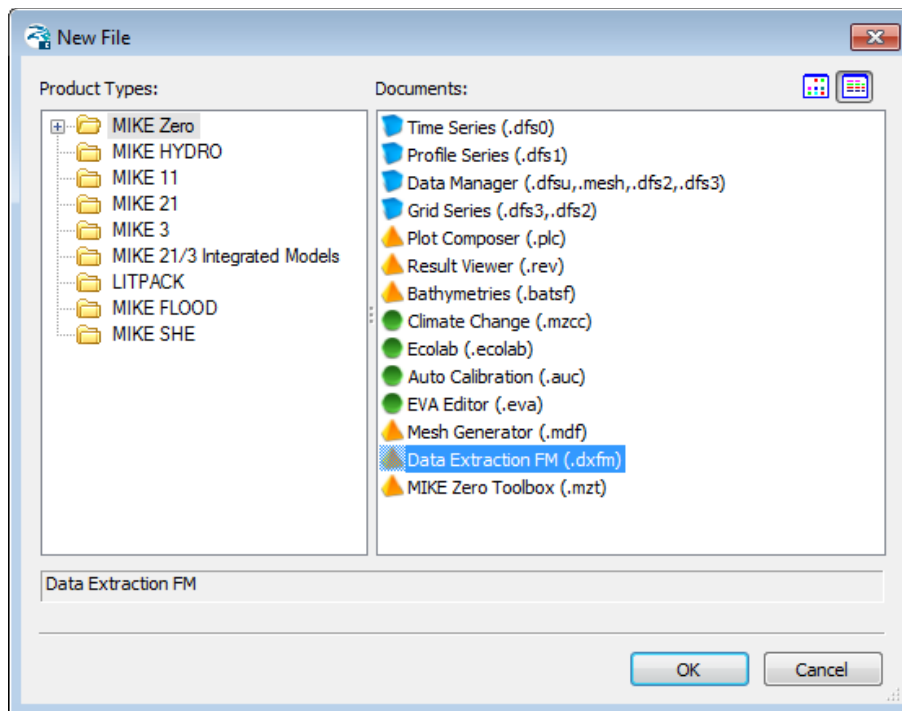 New File
Product Types:
Documents:
MIKE Zero
MIKE HYDRO
MIKE 11
MIKE 21
MIKE 3
MIKE 21/3 Integrated Models
LITPACK
MIKE FLOOD
MIKE SHE
Time Series (.dfs0)
Profile Series (.dfs1)
Data Manager (.dfsu,.mesh,.dfs2,.dfs3)
Grid Series (.dfs3,.dfs2)
Plot Composer (.plc)
Result Viewer (.rev)
Bathymetries (.batsf)
Climate Change (.mzcc)
Ecolab (.ecolab)
Auto Calibration (.auc)
EVA Editor (.eva)
Mesh Generator (.mdf)
Data Extraction FM (.dxfm)
MIKE Zero Toolbox (.mzt)
Data Extraction FM
OK
Cancel